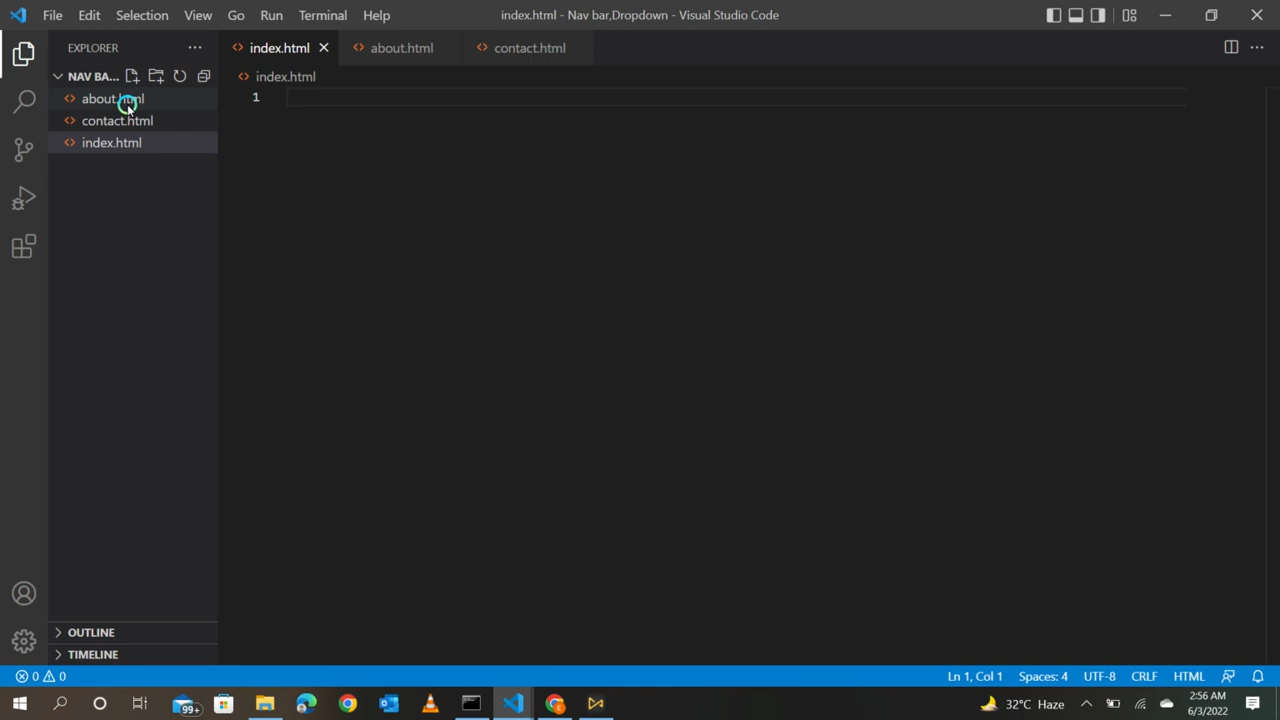 File Edit Selection View Go Run Terminal Help
index.html - Nav bar,Dropdown - Visual Studio Code
EXPLORER
NAV BA...
about.html
contact.html
index.html
OUTLINE
TIMELINE
index.html
about.html
contact.html
index.html
1
0 0
Ln 1, Col 1
Spaces: 4
UTF-8
CRLF
HTML
99+
32°C Haze
2:56 AM
6/3/2022